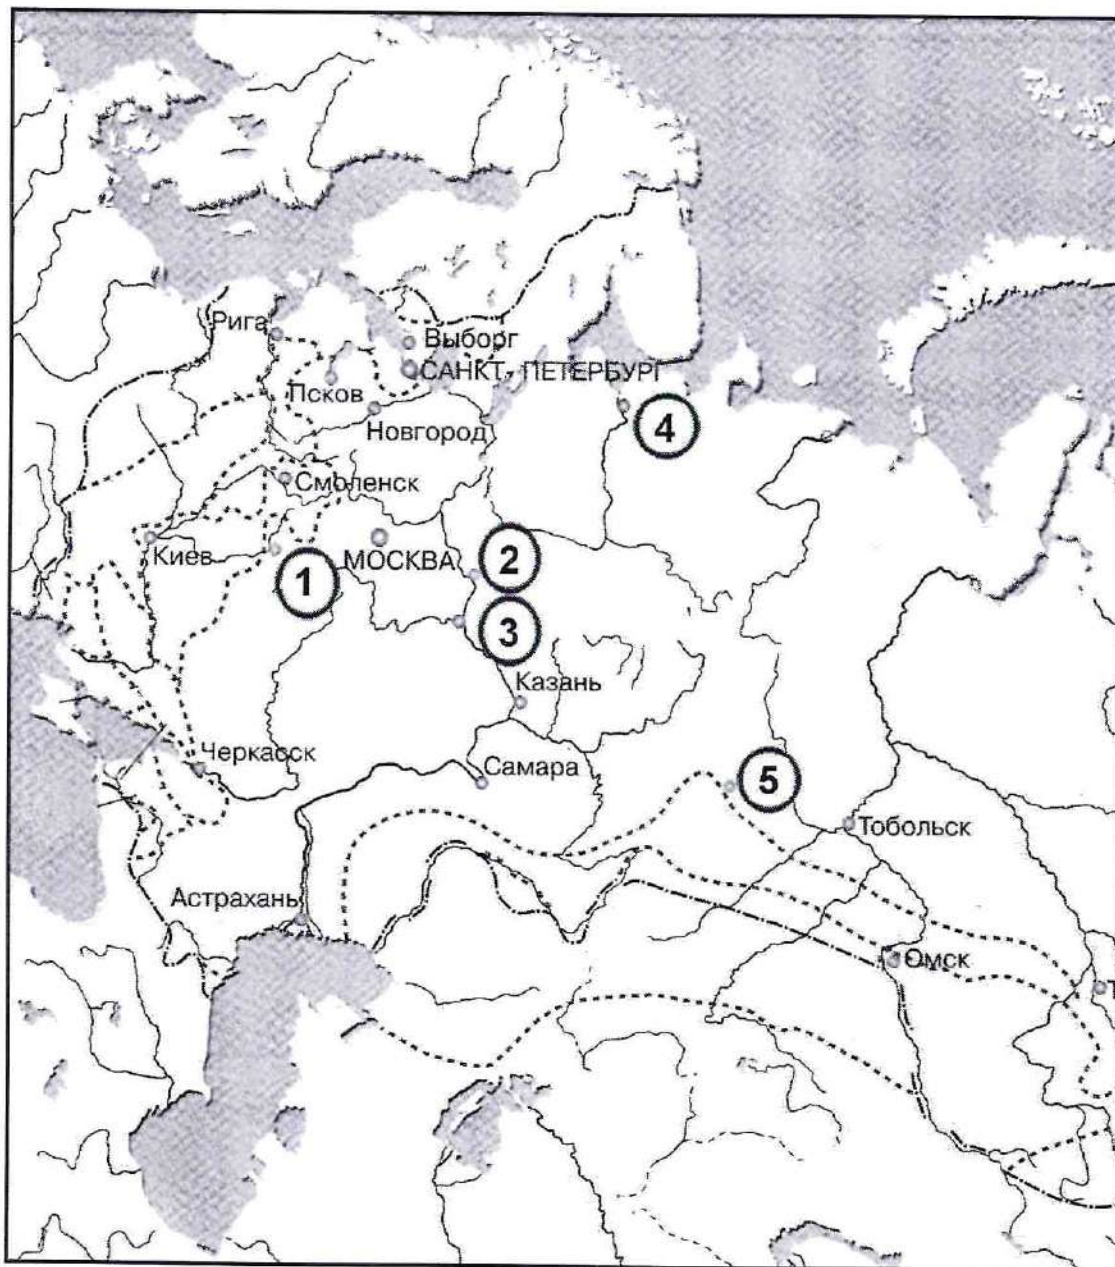 Рига
Выборг
САНКТ-ПЕТЕРБУРГ
Псков
Новгород
4
Смоленск
Киев
МОСКВА
2
1
3
Казань
Черкасск
Самара
5
Тобольск
Астрахань
Омск
Т